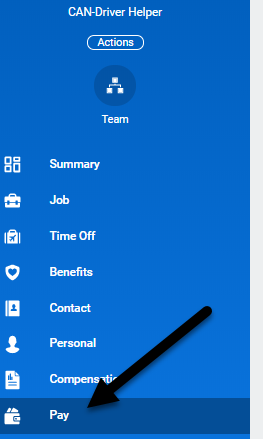 CAN-Driver Helper
Actions
Team
Summary
Job
Time Off
Benefits
Contact
Personal
Pay